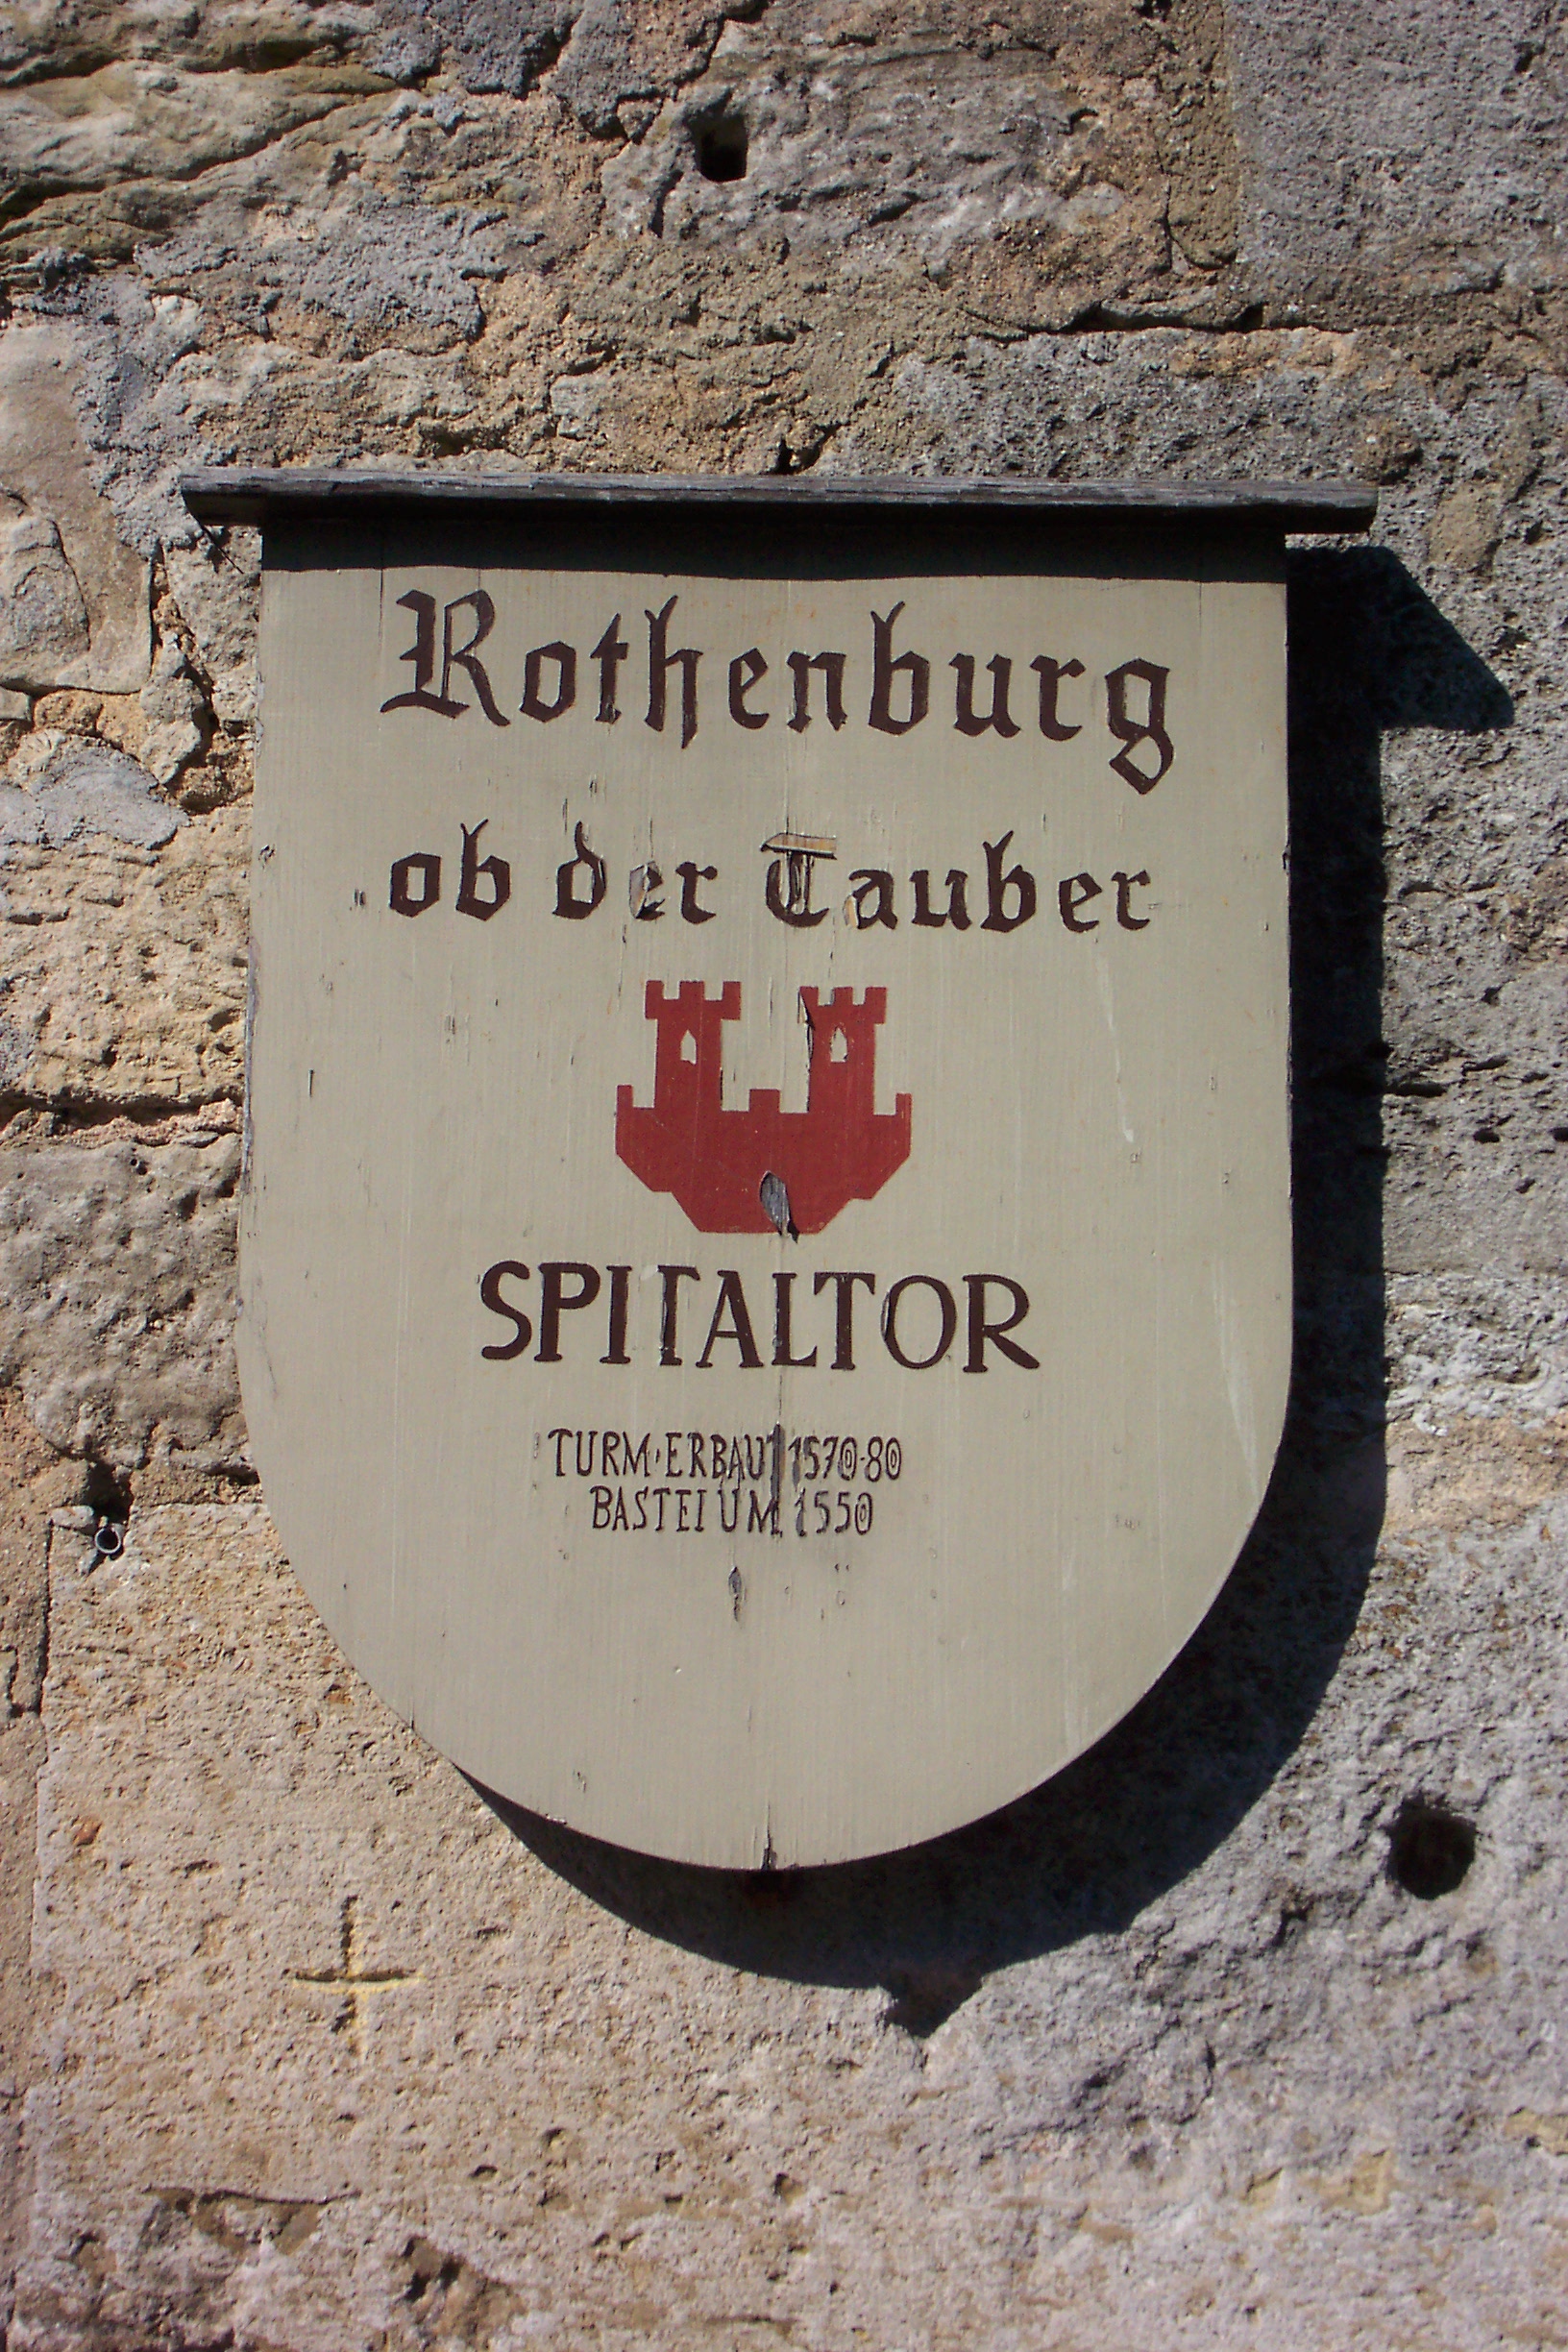 Rothenburg
ob der Tauber
SPITALTOR
TURM·ERBAUT 1570-80
BASTEI UM 1550